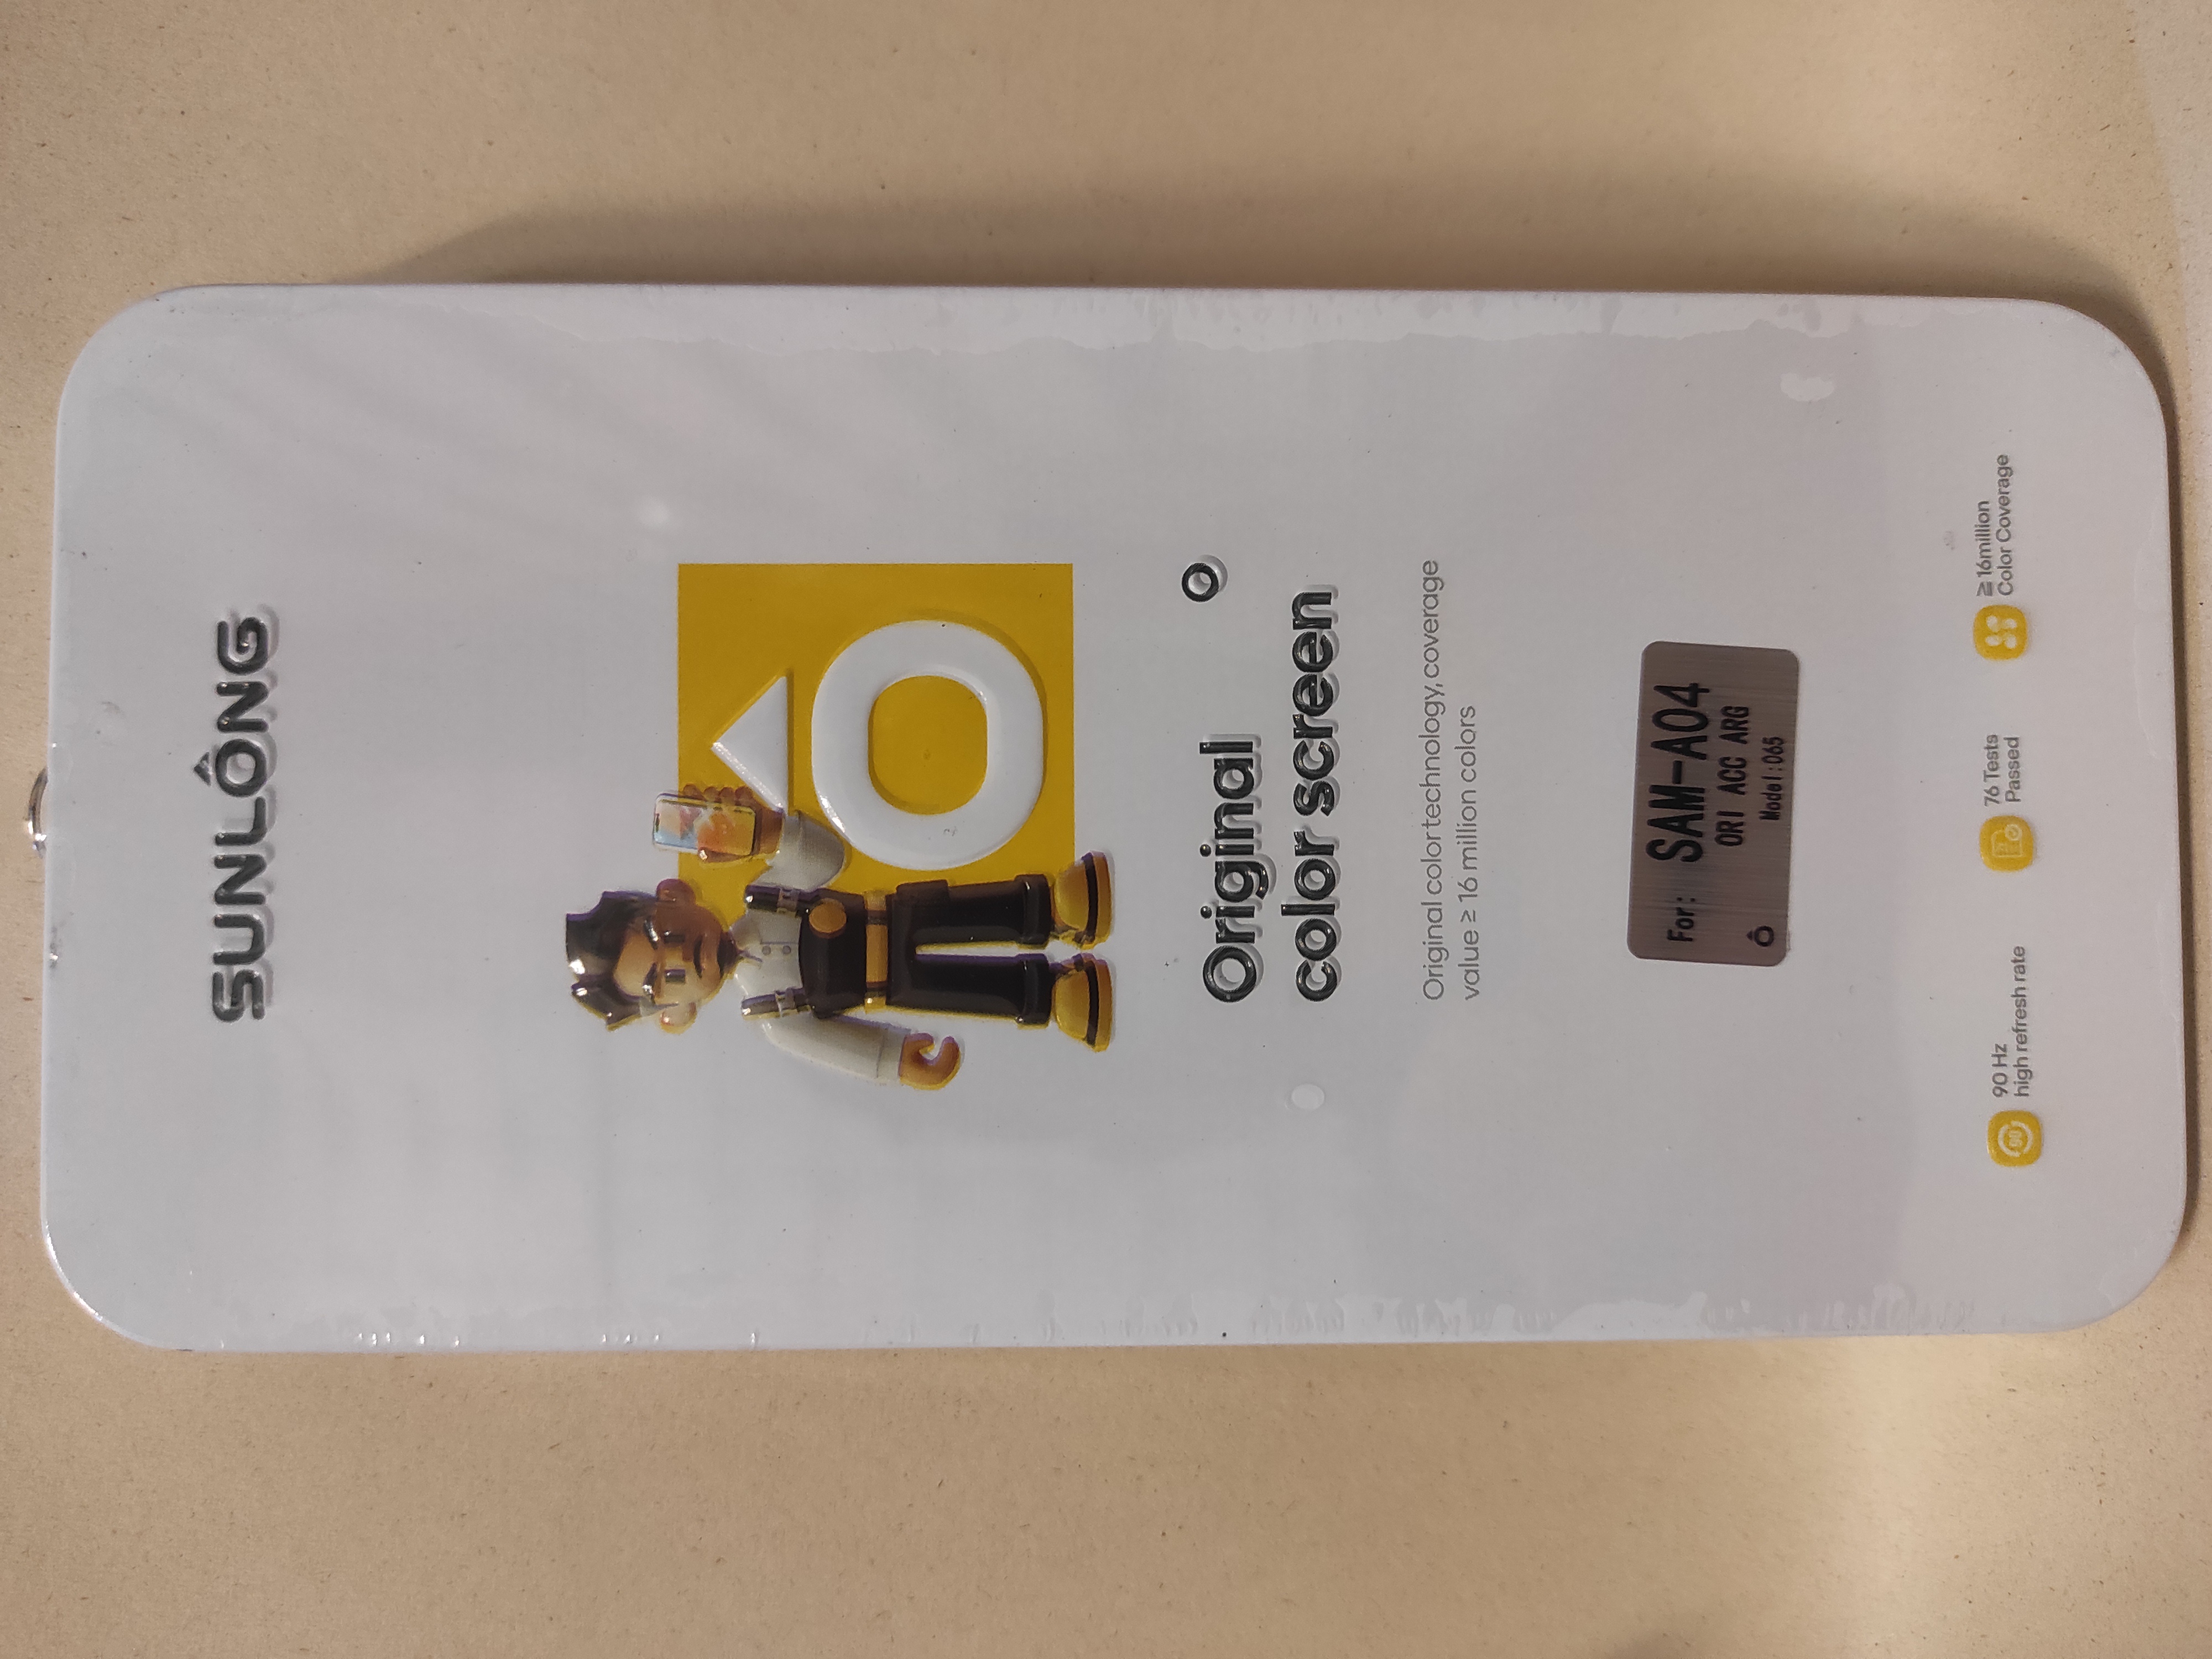 SUNLÔNG
Original
color screen
Original colortechnology,coverage
value ≥ 16 million colors
For: SAM-A04
ORI ACC ARG
Model:065
90 Hz
high refresh rate
76 Tests
Passed
≧16million
Color Coverage